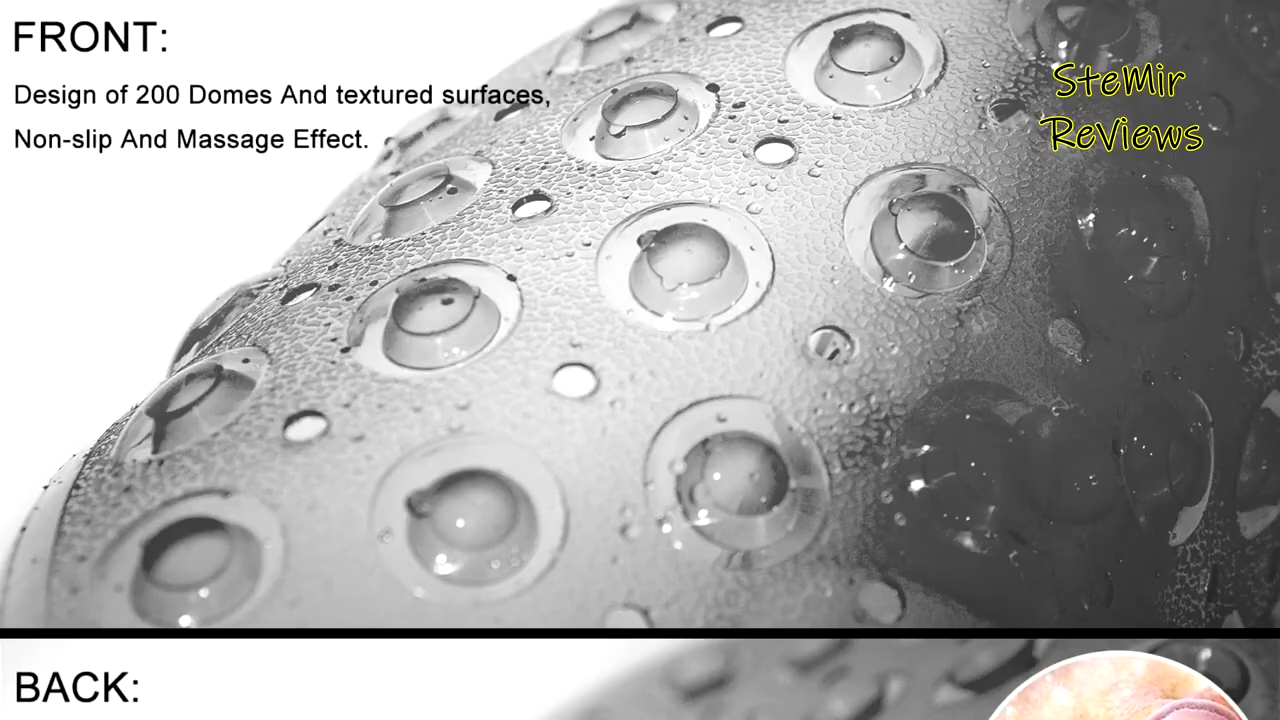 FRONT:
Design of 200 Domes And textured surfaces,
Non-slip And Massage Effect.
SteMir
ReViews
BACK: